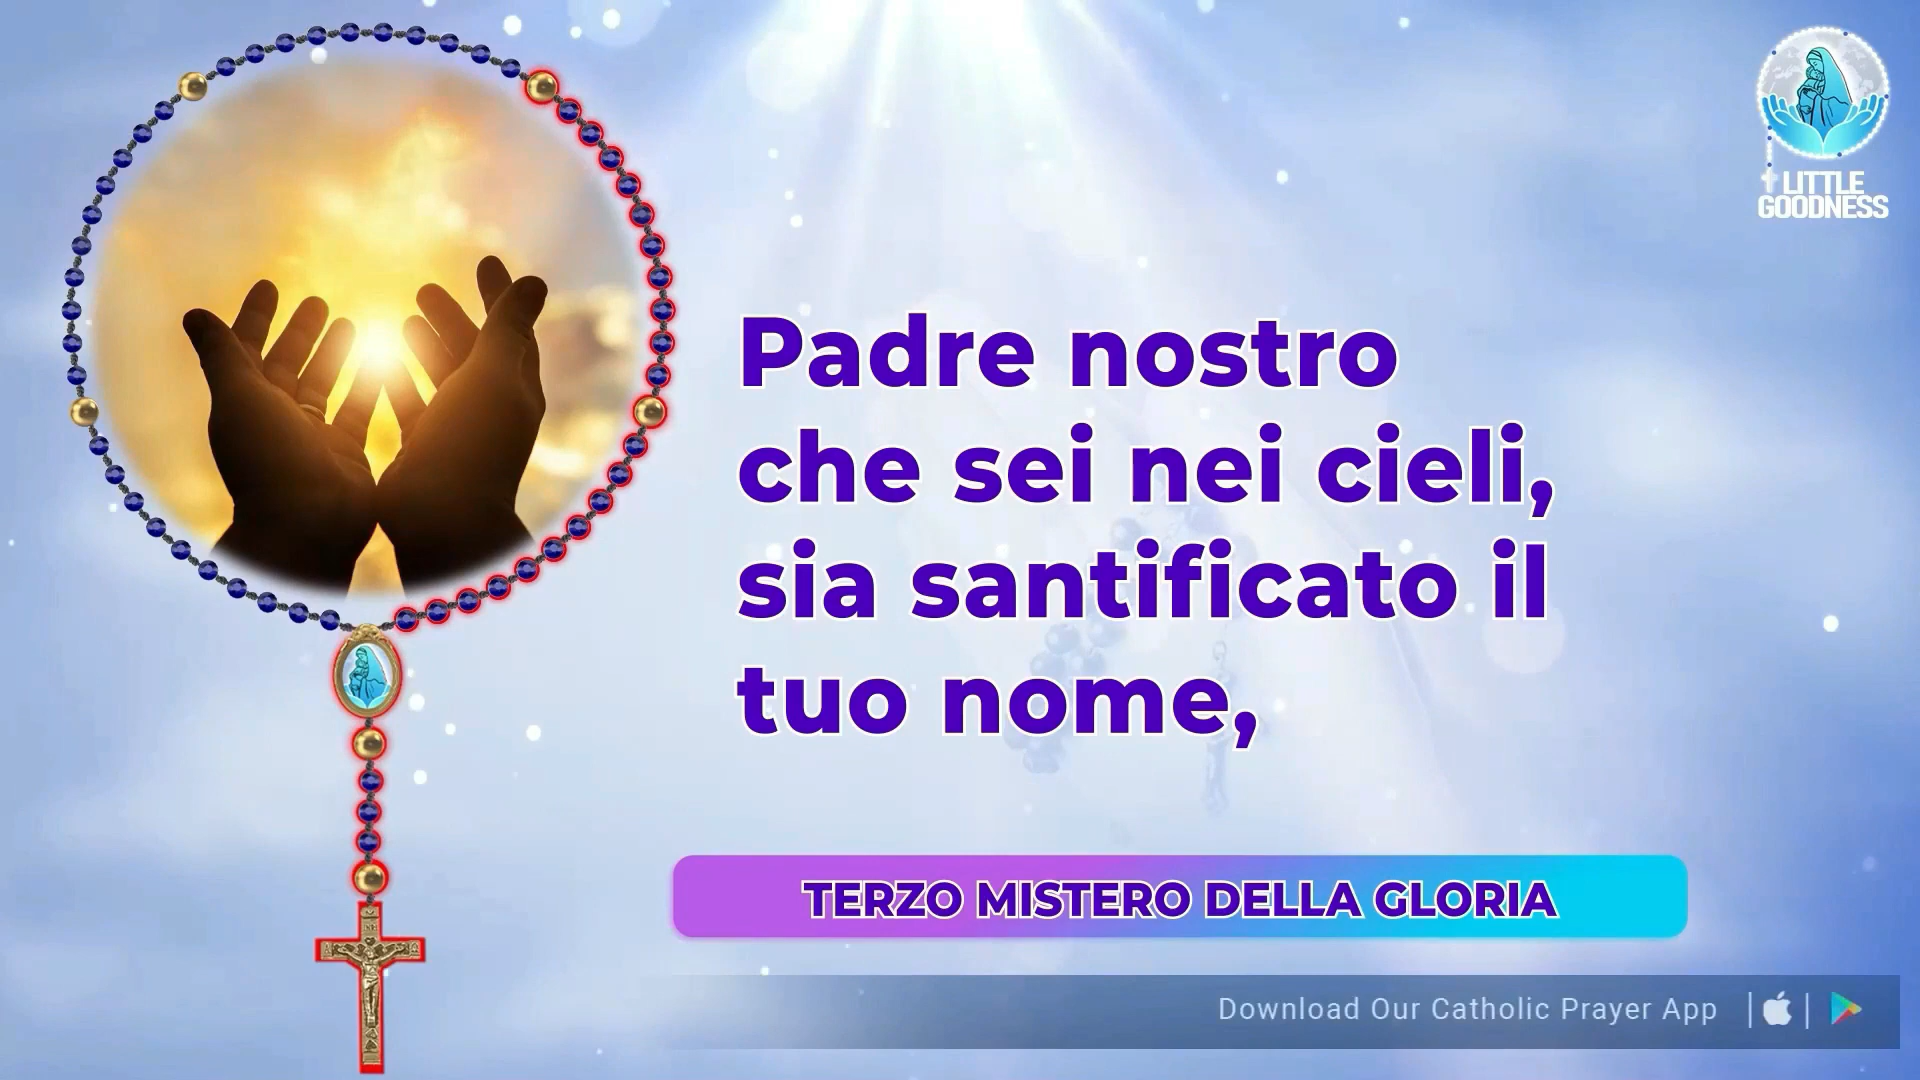 Padre nostro
che sei nei cieli,
sia santificato il
tuo nome,
TERZO MISTERO DELLA GLORIA
LITTLE
GOODNESS
Download Our Catholic Prayer App